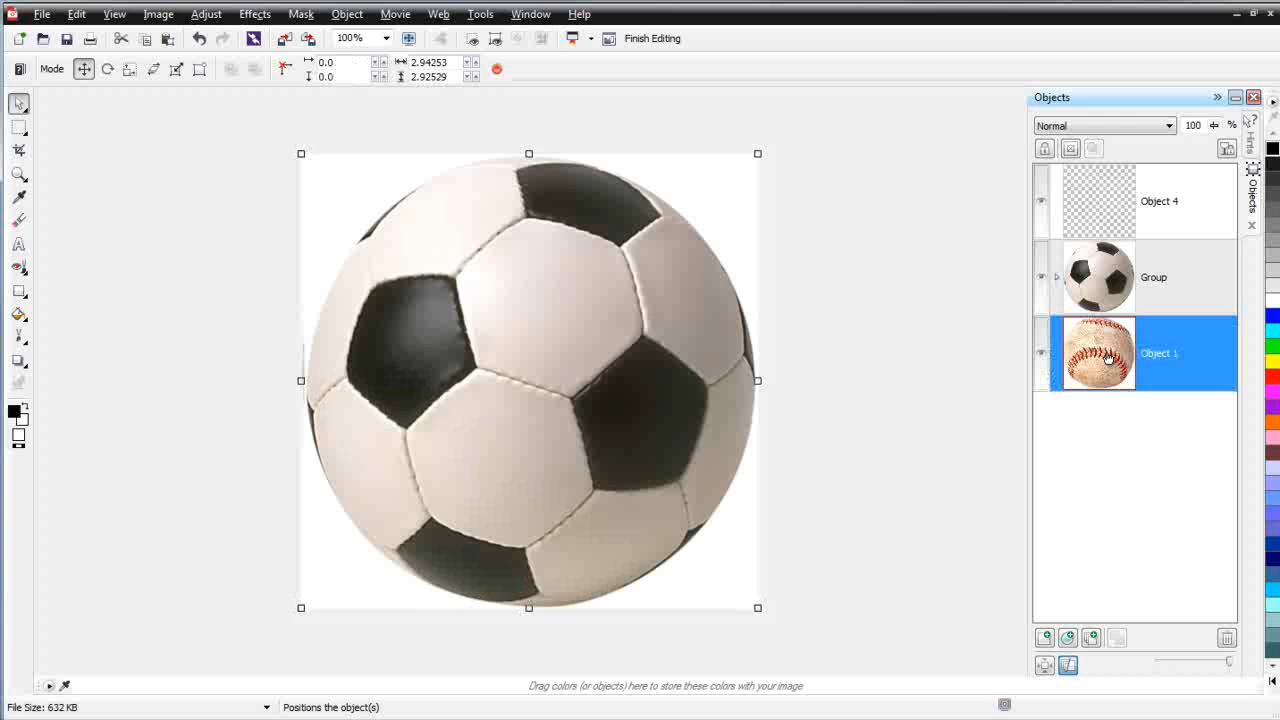 File Edit View Image Adjust Effects Mask Object Movie Web Tools Window Help
100% Finish Editing
Mode 0.0 2.94253
0.0 2.92529
Objects
Normal 100 %
Hints
Objects
Object 4
Group
Object 1
Drag colors (or objects) here to store these colors with your image
File Size: 632 KB Positions the object(s)